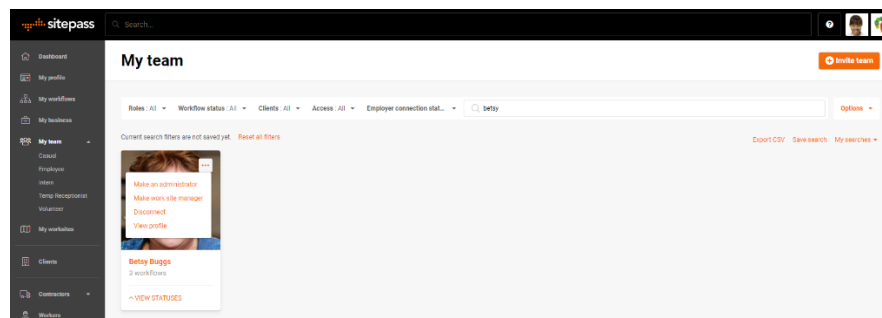 sitepass
Search...
Dashboard
My profile
My workflows
My business
My team
Casual
Employee
Intern
Temp Receptionist
Volunteer
My worksites
Clients
Contractors
Workers
My team
Invite team
Roles : All
Workflow status : All
Clients : All
Access : All
Employer connection stat...
betsy
Options
Current search filters are not saved yet.
Reset all filters
Export CSV
Save search
My searches
Make an administrator
Make work site manager
Disconnect
View profile
Betsy Buggs
3 workflows
VIEW STATUSES